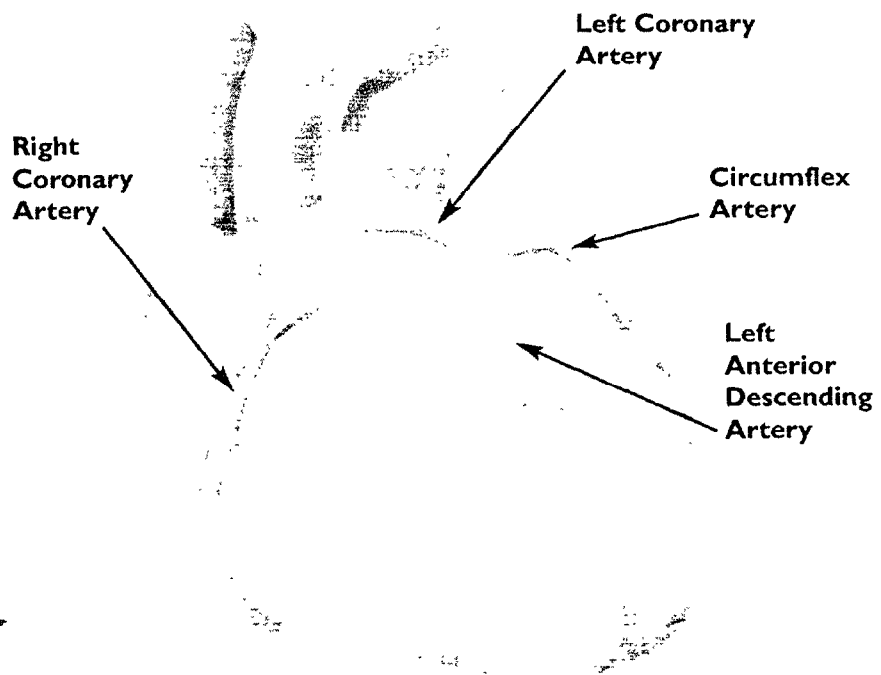 Left Coronary
Artery
Right
Coronary
Artery
Circumflex
Artery
Left
Anterior
Descending
Artery